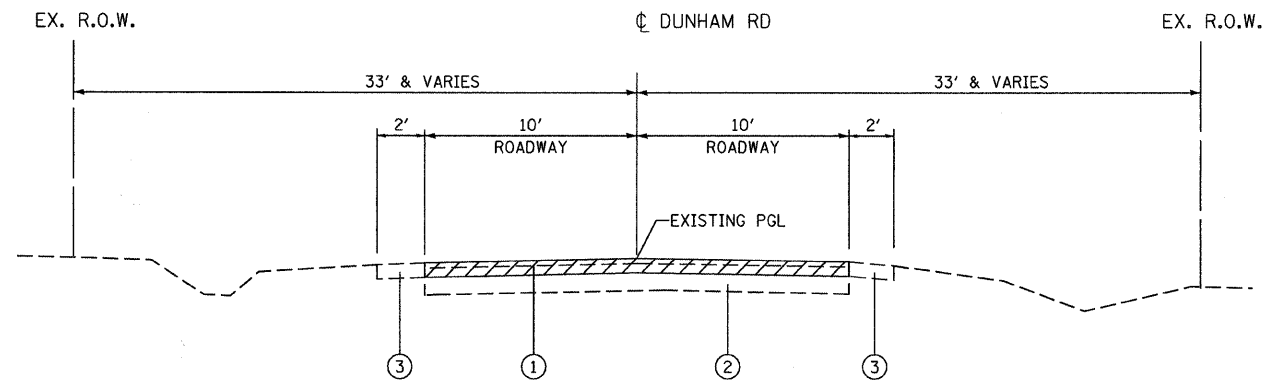 EX. R.O.W.
℄ DUNHAM RD
EX. R.O.W.
33' & VARIES
33' & VARIES
2'
10'
10'
2'
ROADWAY
ROADWAY
EXISTING PGL
3
1
2
3